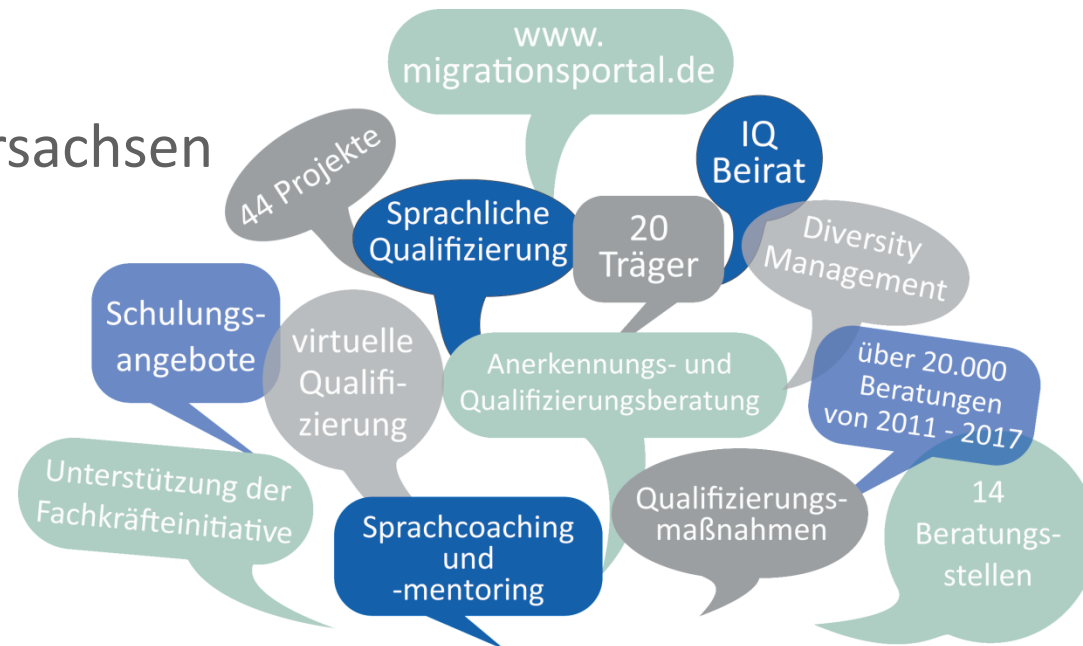 www.
migrationsportal.de
rsachsen
44 Projekte
IQ
Beirat
Sprachliche
Qualifizierung
20
Träger
Diversity
Management
Schulungs-
angebote
virtuelle
Qualifi-
zierung
Anerkennungs- und
Qualifizierungsberatung
über 20.000
Beratungen
von 2011 - 2017
Unterstützung der
Fachkräfteinitiative
Sprachcoaching
und
-mentoring
Qualifizierungs-
maßnahmen
14
Beratungs-
stellen